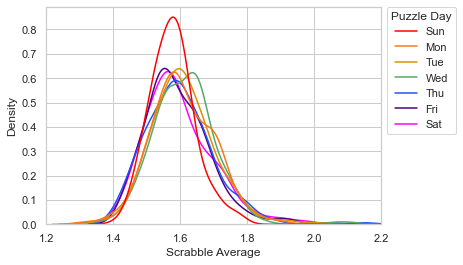 Puzzle Day
Sun
Mon
Tue
Wed
Thu
Fri
Sat
Density
0.8
0.7
0.6
0.5
0.4
0.3
0.2
0.1
0.0
1.2 1.4 1.6 1.8 2.0 2.2
Scrabble Average